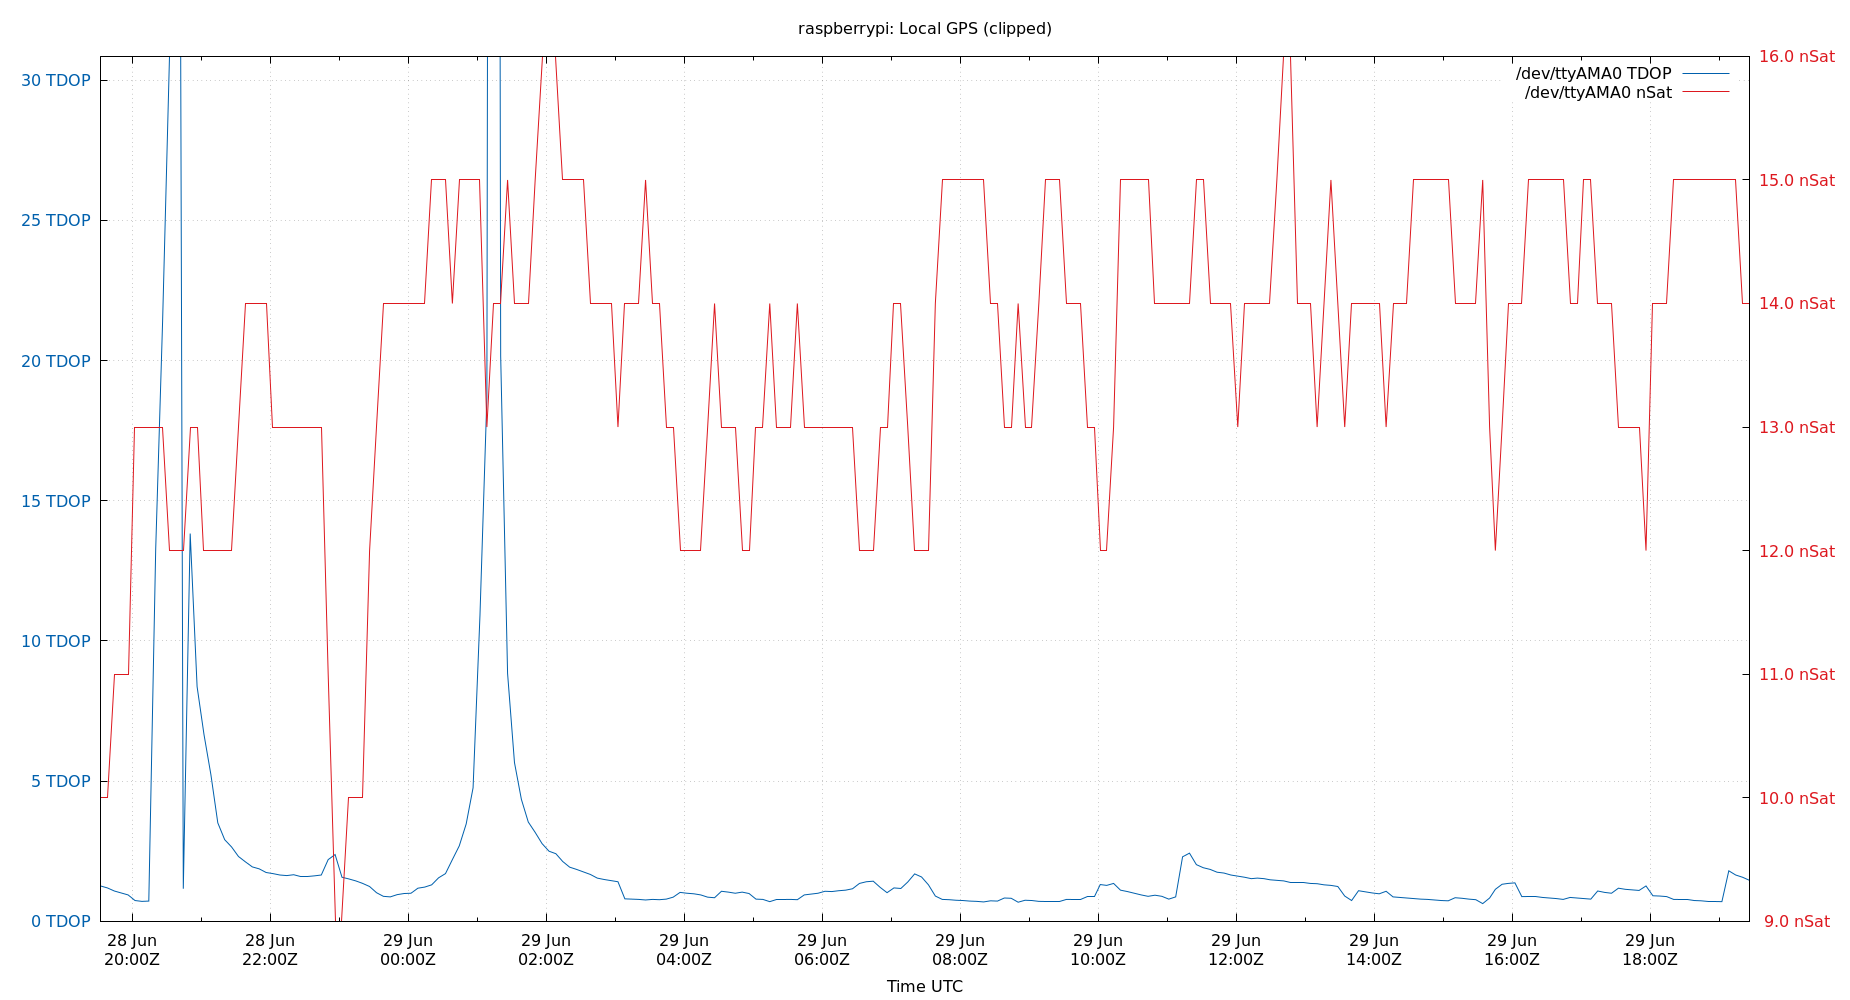 raspberrypi: Local GPS (clipped)
/dev/ttyAMA0 TDOP
/dev/ttyAMA0 nSat
30 TDOP
25 TDOP
20 TDOP
15 TDOP
10 TDOP
5 TDOP
0 TDOP
16.0 nSat
15.0 nSat
14.0 nSat
13.0 nSat
12.0 nSat
11.0 nSat
10.0 nSat
9.0 nSat
28 Jun 28 Jun 29 Jun 29 Jun 29 Jun 29 Jun 29 Jun 29 Jun 29 Jun 29 Jun 29 Jun 29 Jun
20:00Z 22:00Z 00:00Z 02:00Z 04:00Z 06:00Z 08:00Z 10:00Z 12:00Z 14:00Z 16:00Z 18:00Z
Time UTC